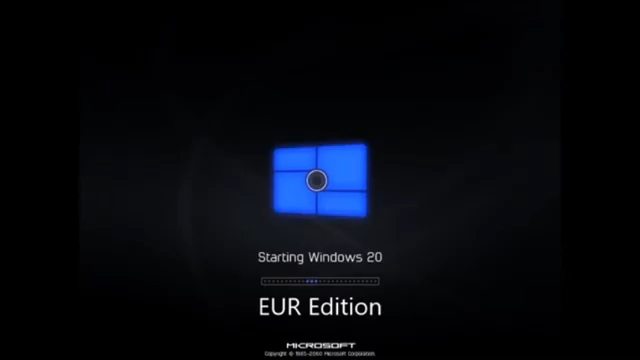 Starting Windows 20
EUR Edition
MICROSOFT
Copyright © 1985-2060 Microsoft Corporation.